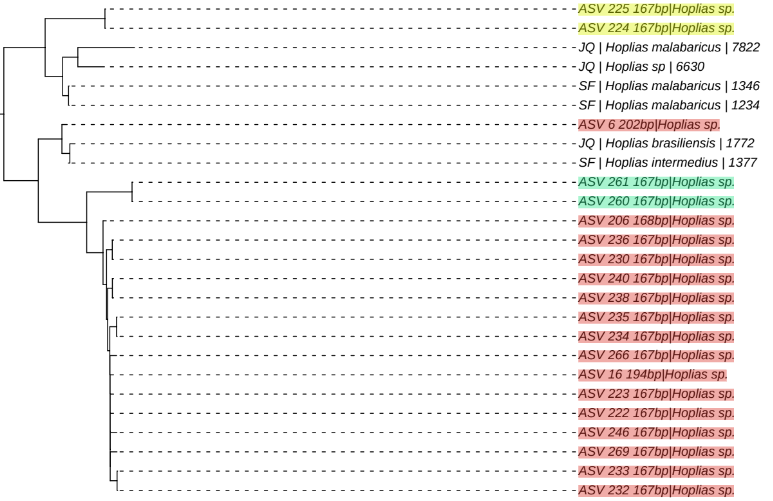 ASV 225 167bp|Hoplias sp.
ASV 224 167bp|Hoplias sp.
JQ | Hoplias malabaricus | 7822
JQ | Hoplias sp | 6630
SF | Hoplias malabaricus | 1346
SF | Hoplias malabaricus | 1234
ASV 6 202bp|Hoplias sp.
JQ | Hoplias brasiliensis | 1772
SF | Hoplias intermedius | 1377
ASV 261 167bp|Hoplias sp.
ASV 260 167bp|Hoplias sp.
ASV 206 168bp|Hoplias sp.
ASV 236 167bp|Hoplias sp.
ASV 230 167bp|Hoplias sp.
ASV 240 167bp|Hoplias sp.
ASV 238 167bp|Hoplias sp.
ASV 235 167bp|Hoplias sp.
ASV 234 167bp|Hoplias sp.
ASV 266 167bp|Hoplias sp.
ASV 16 194bp|Hoplias sp.
ASV 223 167bp|Hoplias sp.
ASV 222 167bp|Hoplias sp.
ASV 246 167bp|Hoplias sp.
ASV 269 167bp|Hoplias sp.
ASV 233 167bp|Hoplias sp.
ASV 232 167bp|Hoplias sp.